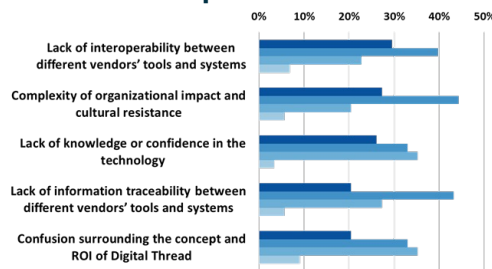 0% 10% 20% 30% 40% 50%
Lack of interoperability between
different vendors' tools and systems
Complexity of organizational impact and
cultural resistance
Lack of knowledge or confidence in the
technology
Lack of information traceability between
different vendors' tools and systems
Confusion surrounding the concept and
ROI of Digital Thread